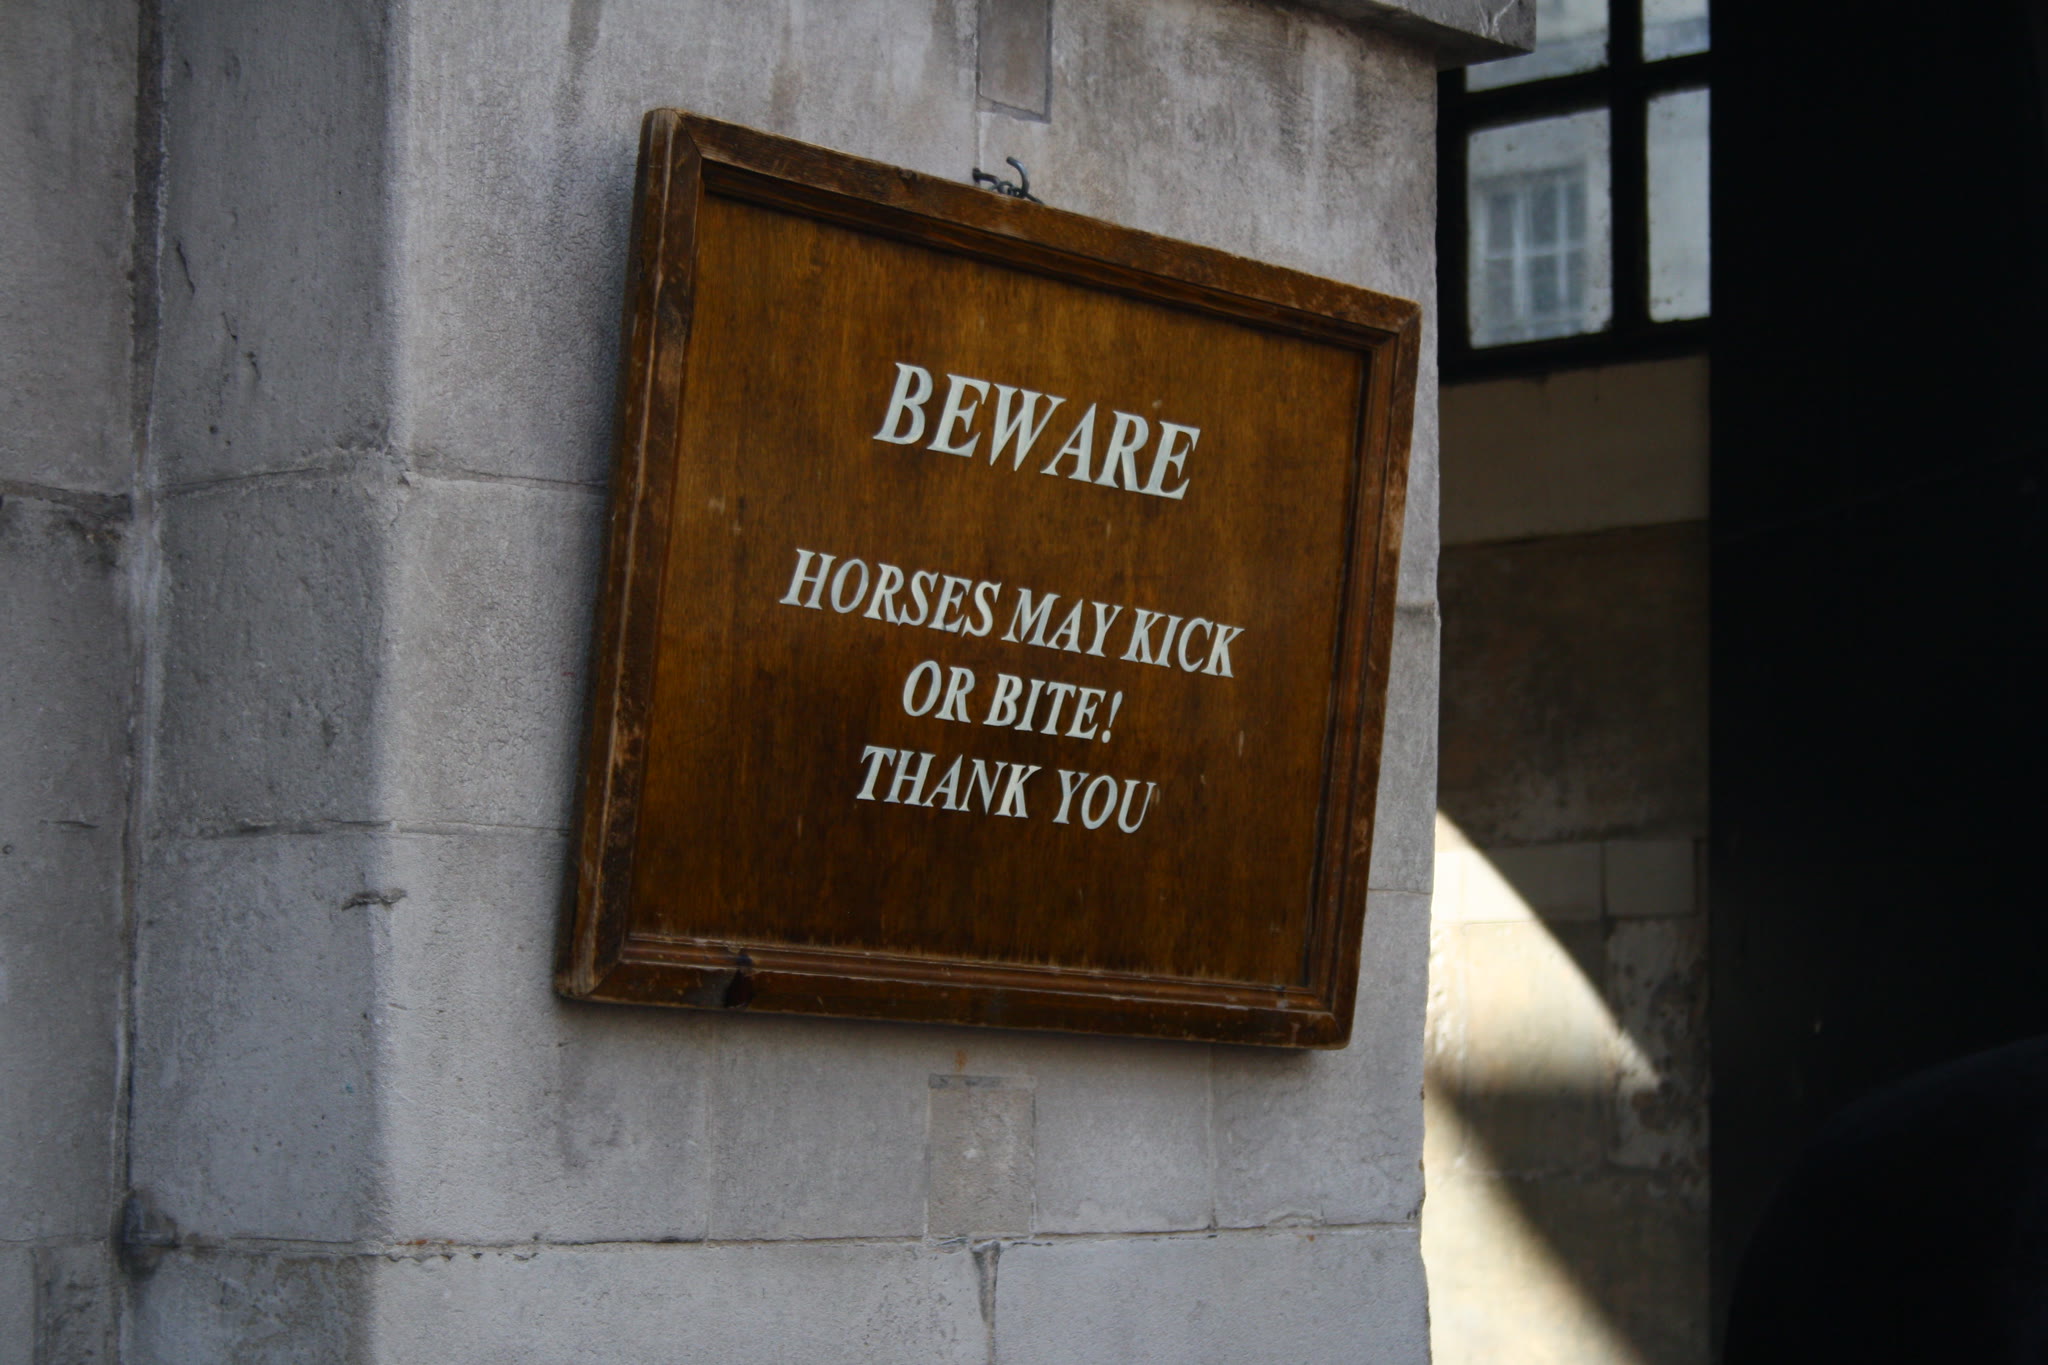 BEWARE
HORSES MAY KICK
OR BITE!
THANK YOU